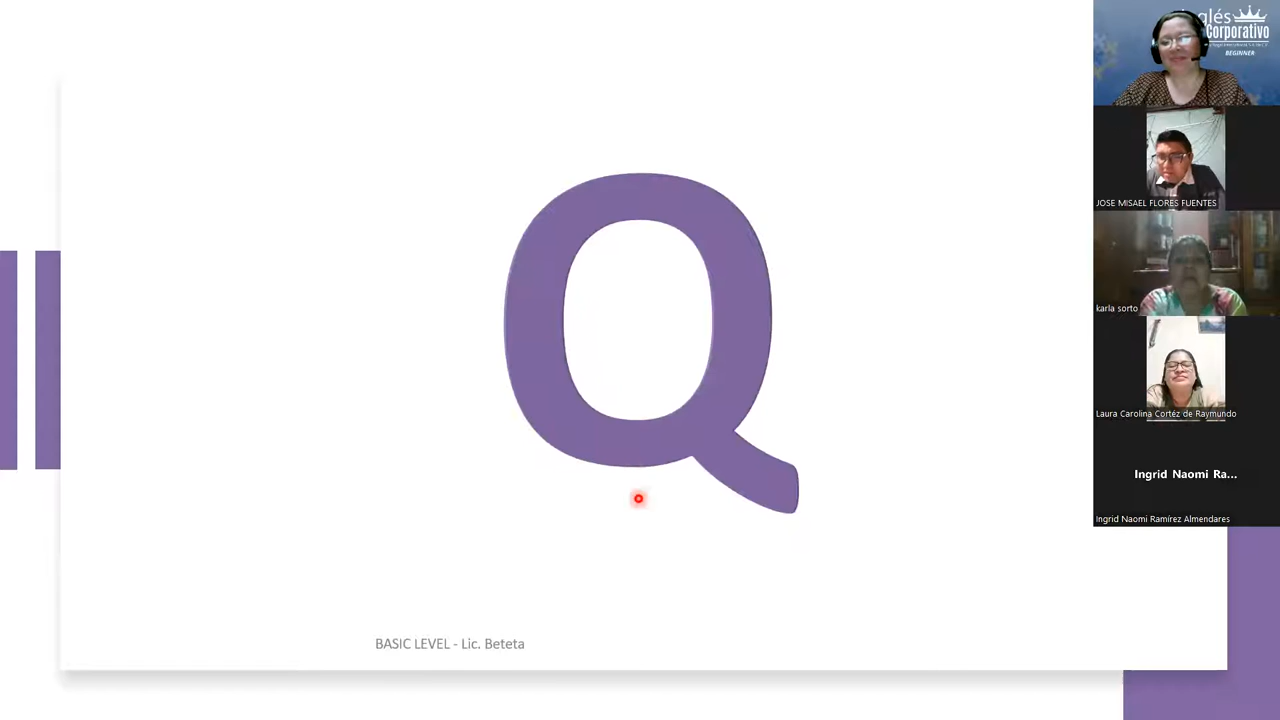 Q
BASIC LEVEL - Lic. Beteta
Inglés
Corporativo
BEGINNER
JOSE MISAEL FLORES FUENTES
karla sorto
Laura Carolina Cortéz de Raymundo
Ingrid Naomi Ra...
Ingrid Naomi Ramírez Almendares